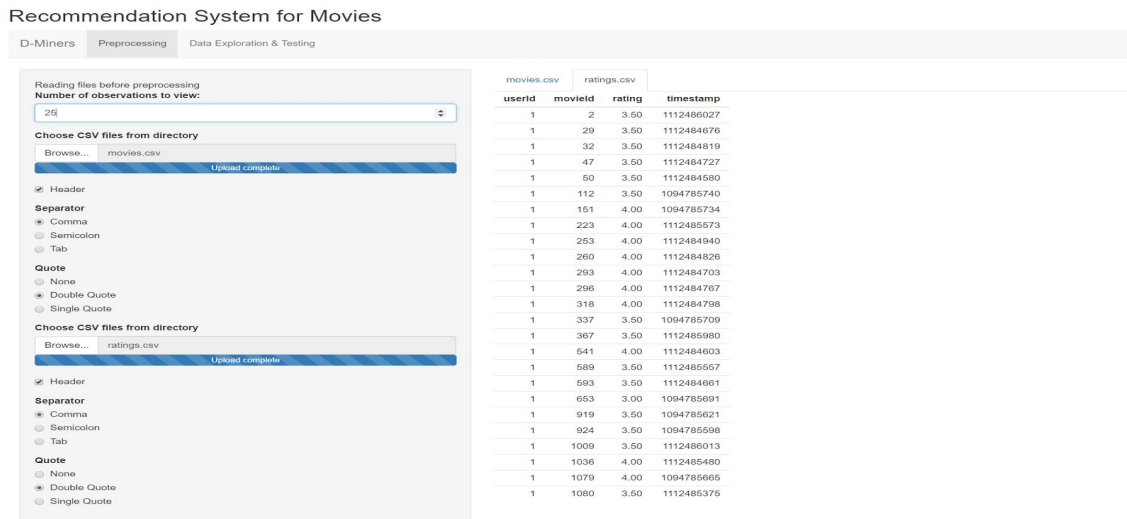 Recommendation System for Movies
D-Miners Preprocessing Data Exploration & Testing
Reading files before preprocessing
Number of observations to view:
25
Choose CSV files from directory
Browse... movies.csv
Upload complete
Header
Separator
Comma
Semicolon
Tab
Quote
None
Double Quote
Single Quote
Choose CSV files from directory
Browse... ratings.csv
Upload complete
Header
Separator
Comma
Semicolon
Tab
Quote
None
Double Quote
Single Quote
movies.csv ratings.csv
userId movieId rating timestamp
1 2 3.50 1112486027
1 29 3.50 1112484676
1 32 3.50 1112484819
1 47 3.50 1112484727
1 50 3.50 1112484580
1 112 3.50 1094785740
1 151 4.00 1094785734
1 223 4.00 1112485573
1 253 4.00 1112484940
1 260 4.00 1112484826
1 293 4.00 1112484703
1 296 4.00 1112484767
1 318 4.00 1112484798
1 337 3.50 1094785709
1 367 3.50 1112485980
1 541 4.00 1112484603
1 589 3.50 1112485557
1 593 3.50 1112484661
1 653 3.00 1094785691
1 919 3.50 1094785621
1 924 3.50 1094785598
1 1009 3.50 1112486013
1 1036 4.00 1112485480
1 1079 4.00 1094785665
1 1080 3.50 1112485375